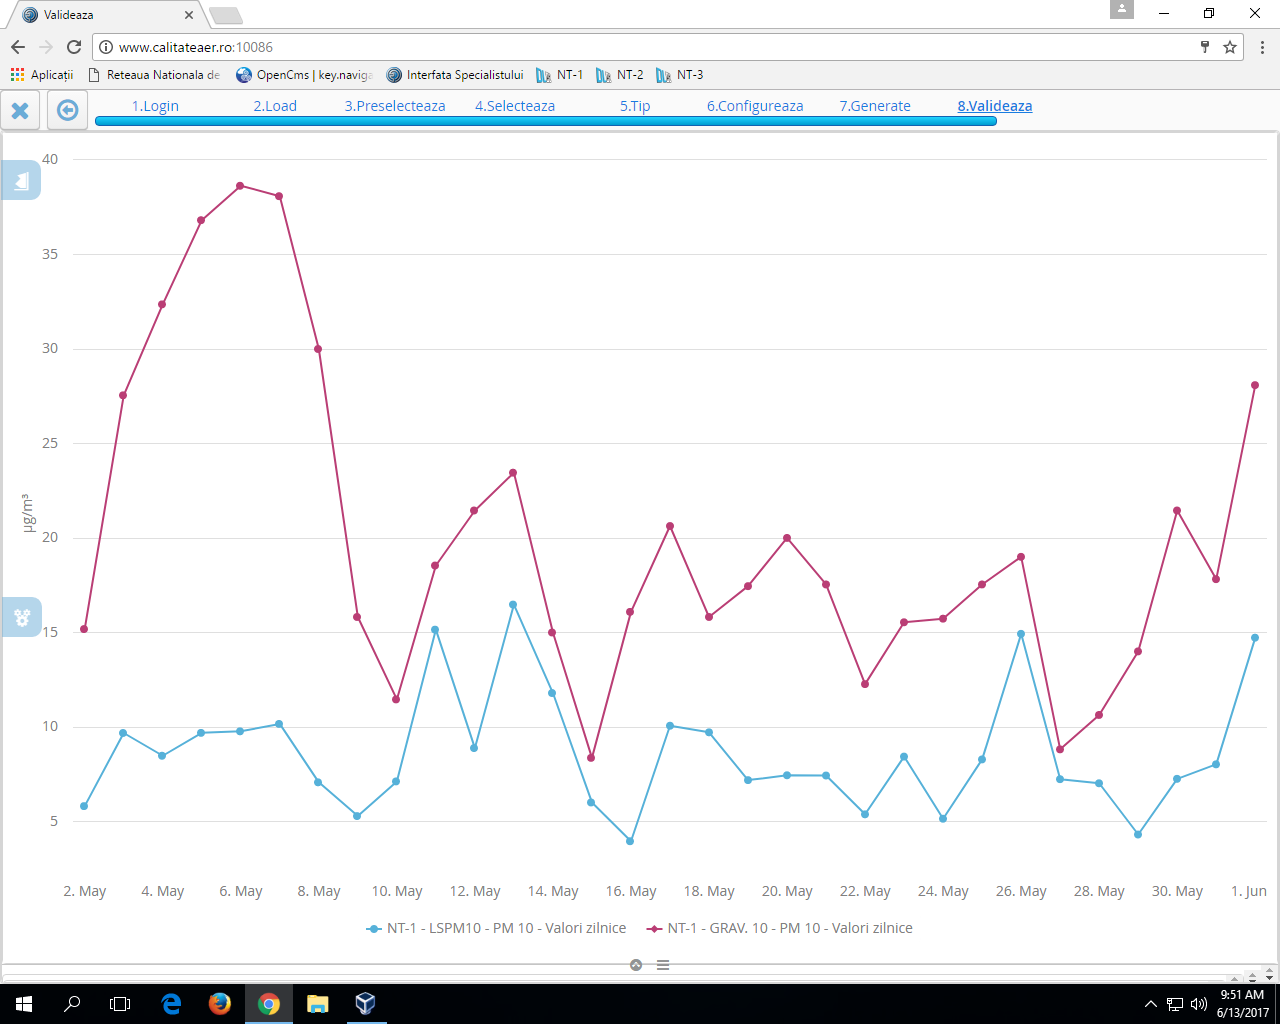 Valideaza
www.calitateaer.ro:10086
Aplicații Reteaua Nationala de OpenCms | key.naviga Interfata Specialistului NT-1 NT-2 NT-3
1.Login 2.Load 3.Preselecteaza 4.Selecteaza 5.Tip 6.Configureaza 7.Generate 8.Valideaza
40
35
30
25
µg/m³
20
15
10
5
2. May 4. May 6. May 8. May 10. May 12. May 14. May 16. May 18. May 20. May 22. May 24. May 26. May 28. May 30. May 1. Jun
NT-1 - LSPM10 - PM 10 - Valori zilnice NT-1 - GRAV. 10 - PM 10 - Valori zilnice
9:51 AM
6/13/2017